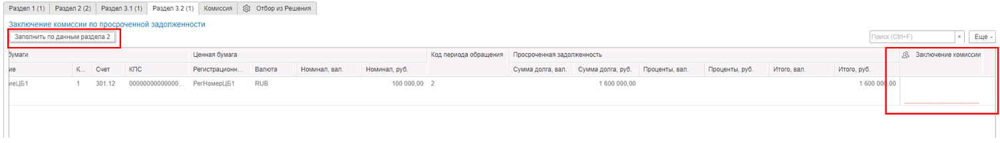 Раздел 1 (1) Раздел 2 (2) Раздел 3.1 (1) Раздел 3.2 (1) Комиссия Отбор из Решения
Заключение комиссии по просроченной задолженности
Заполнить по данным раздела 2 Поиск (Ctrl+F) × Еще
бумаги Ценная бумага Код периода обращения Просроченная задолженность Заключение комиссии
ие К... Счет КПС Регистрационн... Валюта Номинал, вал. Номинал, руб. Сумма долга, вал. Сумма долга, руб. Проценты, вал. Проценты, руб. Итого, вал. Итого, руб.
иеЦБ1 1 301.12 00000000000000... РегНомерЦБ1 RUB 100 000,00 2 1 600 000,00 1 600 000,00